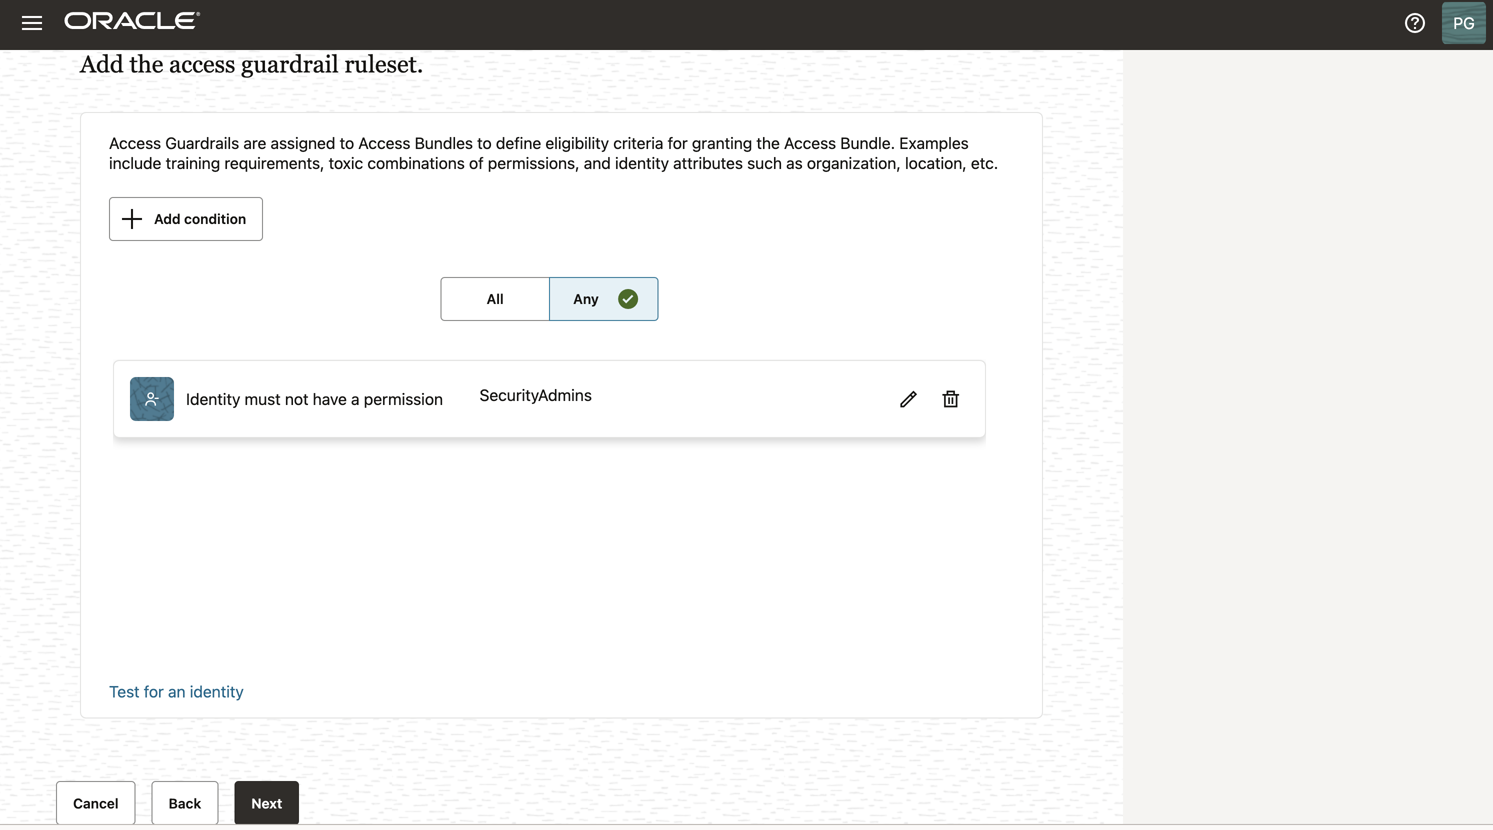 ORACLE
PG
Add the access guardrail ruleset.
Access Guardrails are assigned to Access Bundles to define eligibility criteria for granting the Access Bundle. Examples
include training requirements, toxic combinations of permissions, and identity attributes such as organization, location, etc.
Add condition
All
Any
Identity must not have a permission
SecurityAdmins
Test for an identity
Cancel
Back
Next